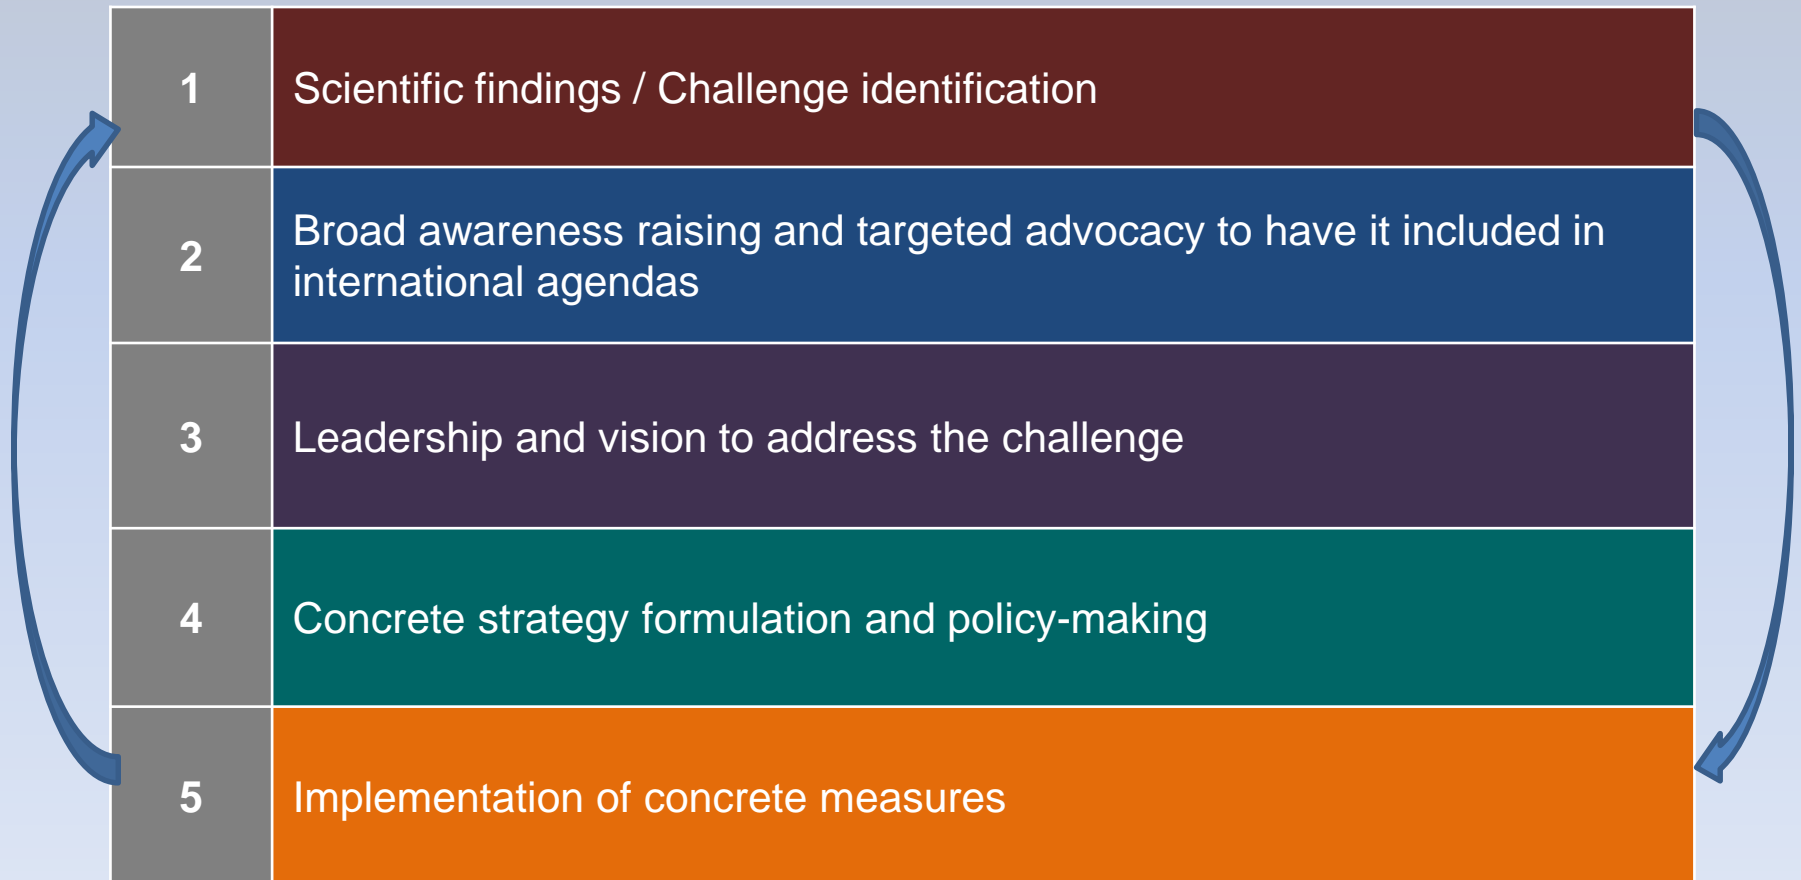 1
Scientific findings / Challenge identification
2
Broad awareness raising and targeted advocacy to have it included in
international agendas
3
Leadership and vision to address the challenge
4
Concrete strategy formulation and policy-making
5
Implementation of concrete measures